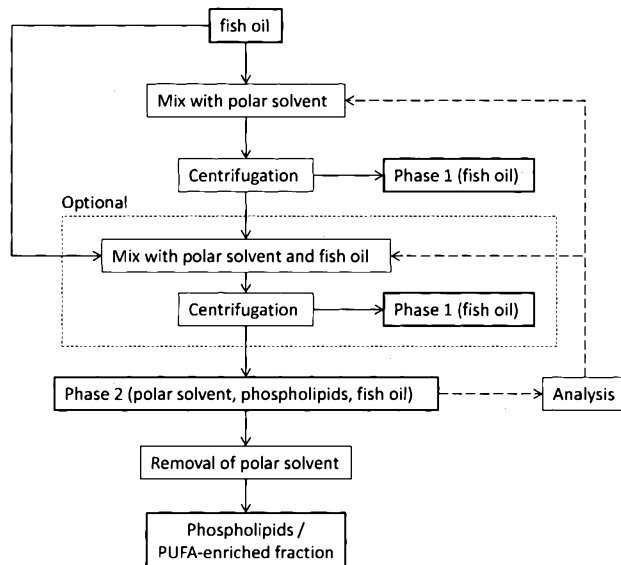 fish oil
Mix with polar solvent
Centrifugation
Phase 1 (fish oil)
Optional
Mix with polar solvent and fish oil
Centrifugation
Phase 1 (fish oil)
Phase 2 (polar solvent, phospholipids, fish oil)
Analysis
Removal of polar solvent
Phospholipids /
PUFA-enriched fraction